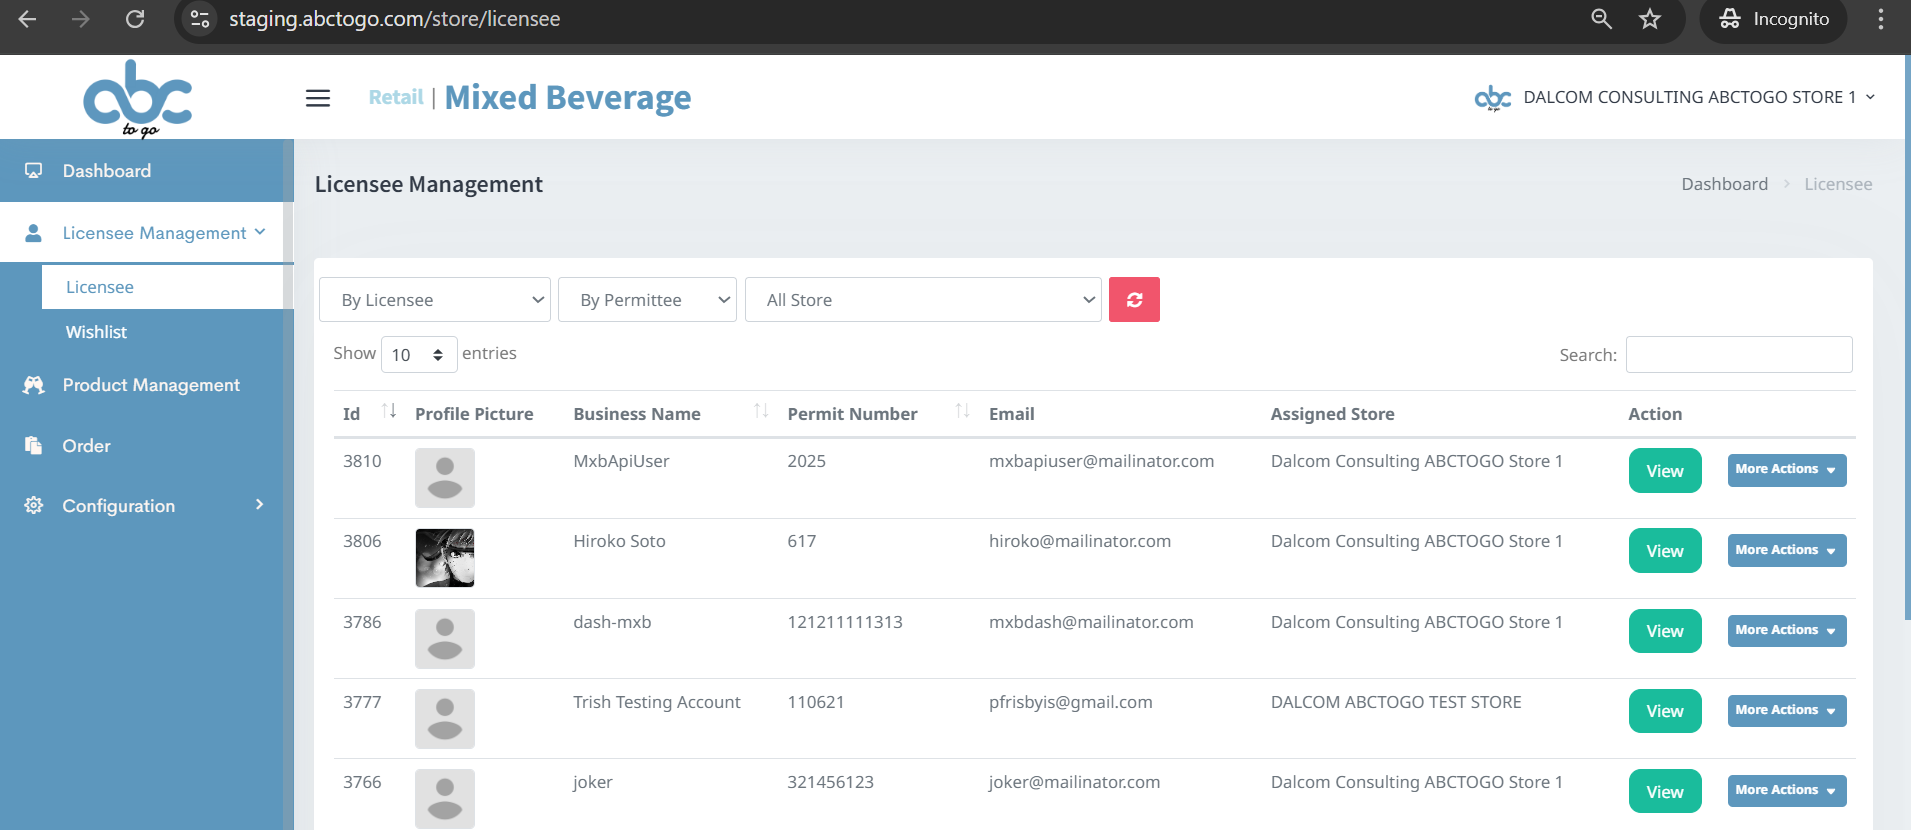 staging.abctogo.com/store/licensee
Incognito
abc
to go
Retail | Mixed Beverage
abc
to go
DALCOM CONSULTING ABCTOGO STORE 1
Dashboard
Licensee Management
Licensee
Wishlist
Product Management
Order
Configuration
Licensee Management
Dashboard > Licensee
By Licensee By Permittee All Store
Show 10 entries Search:
Id Profile Picture Business Name Permit Number Email Assigned Store Action
3810 MxbApiUser 2025 mxbapiuser@mailinator.com Dalcom Consulting ABCTOGO Store 1 View More Actions
3806 Hiroko Soto 617 hiroko@mailinator.com Dalcom Consulting ABCTOGO Store 1 View More Actions
3786 dash-mxb 121211111313 mxbdash@mailinator.com Dalcom Consulting ABCTOGO Store 1 View More Actions
3777 Trish Testing Account 110621 pfrisbyis@gmail.com DALCOM ABCTOGO TEST STORE View More Actions
3766 joker 321456123 joker@mailinator.com Dalcom Consulting ABCTOGO Store 1 View More Actions